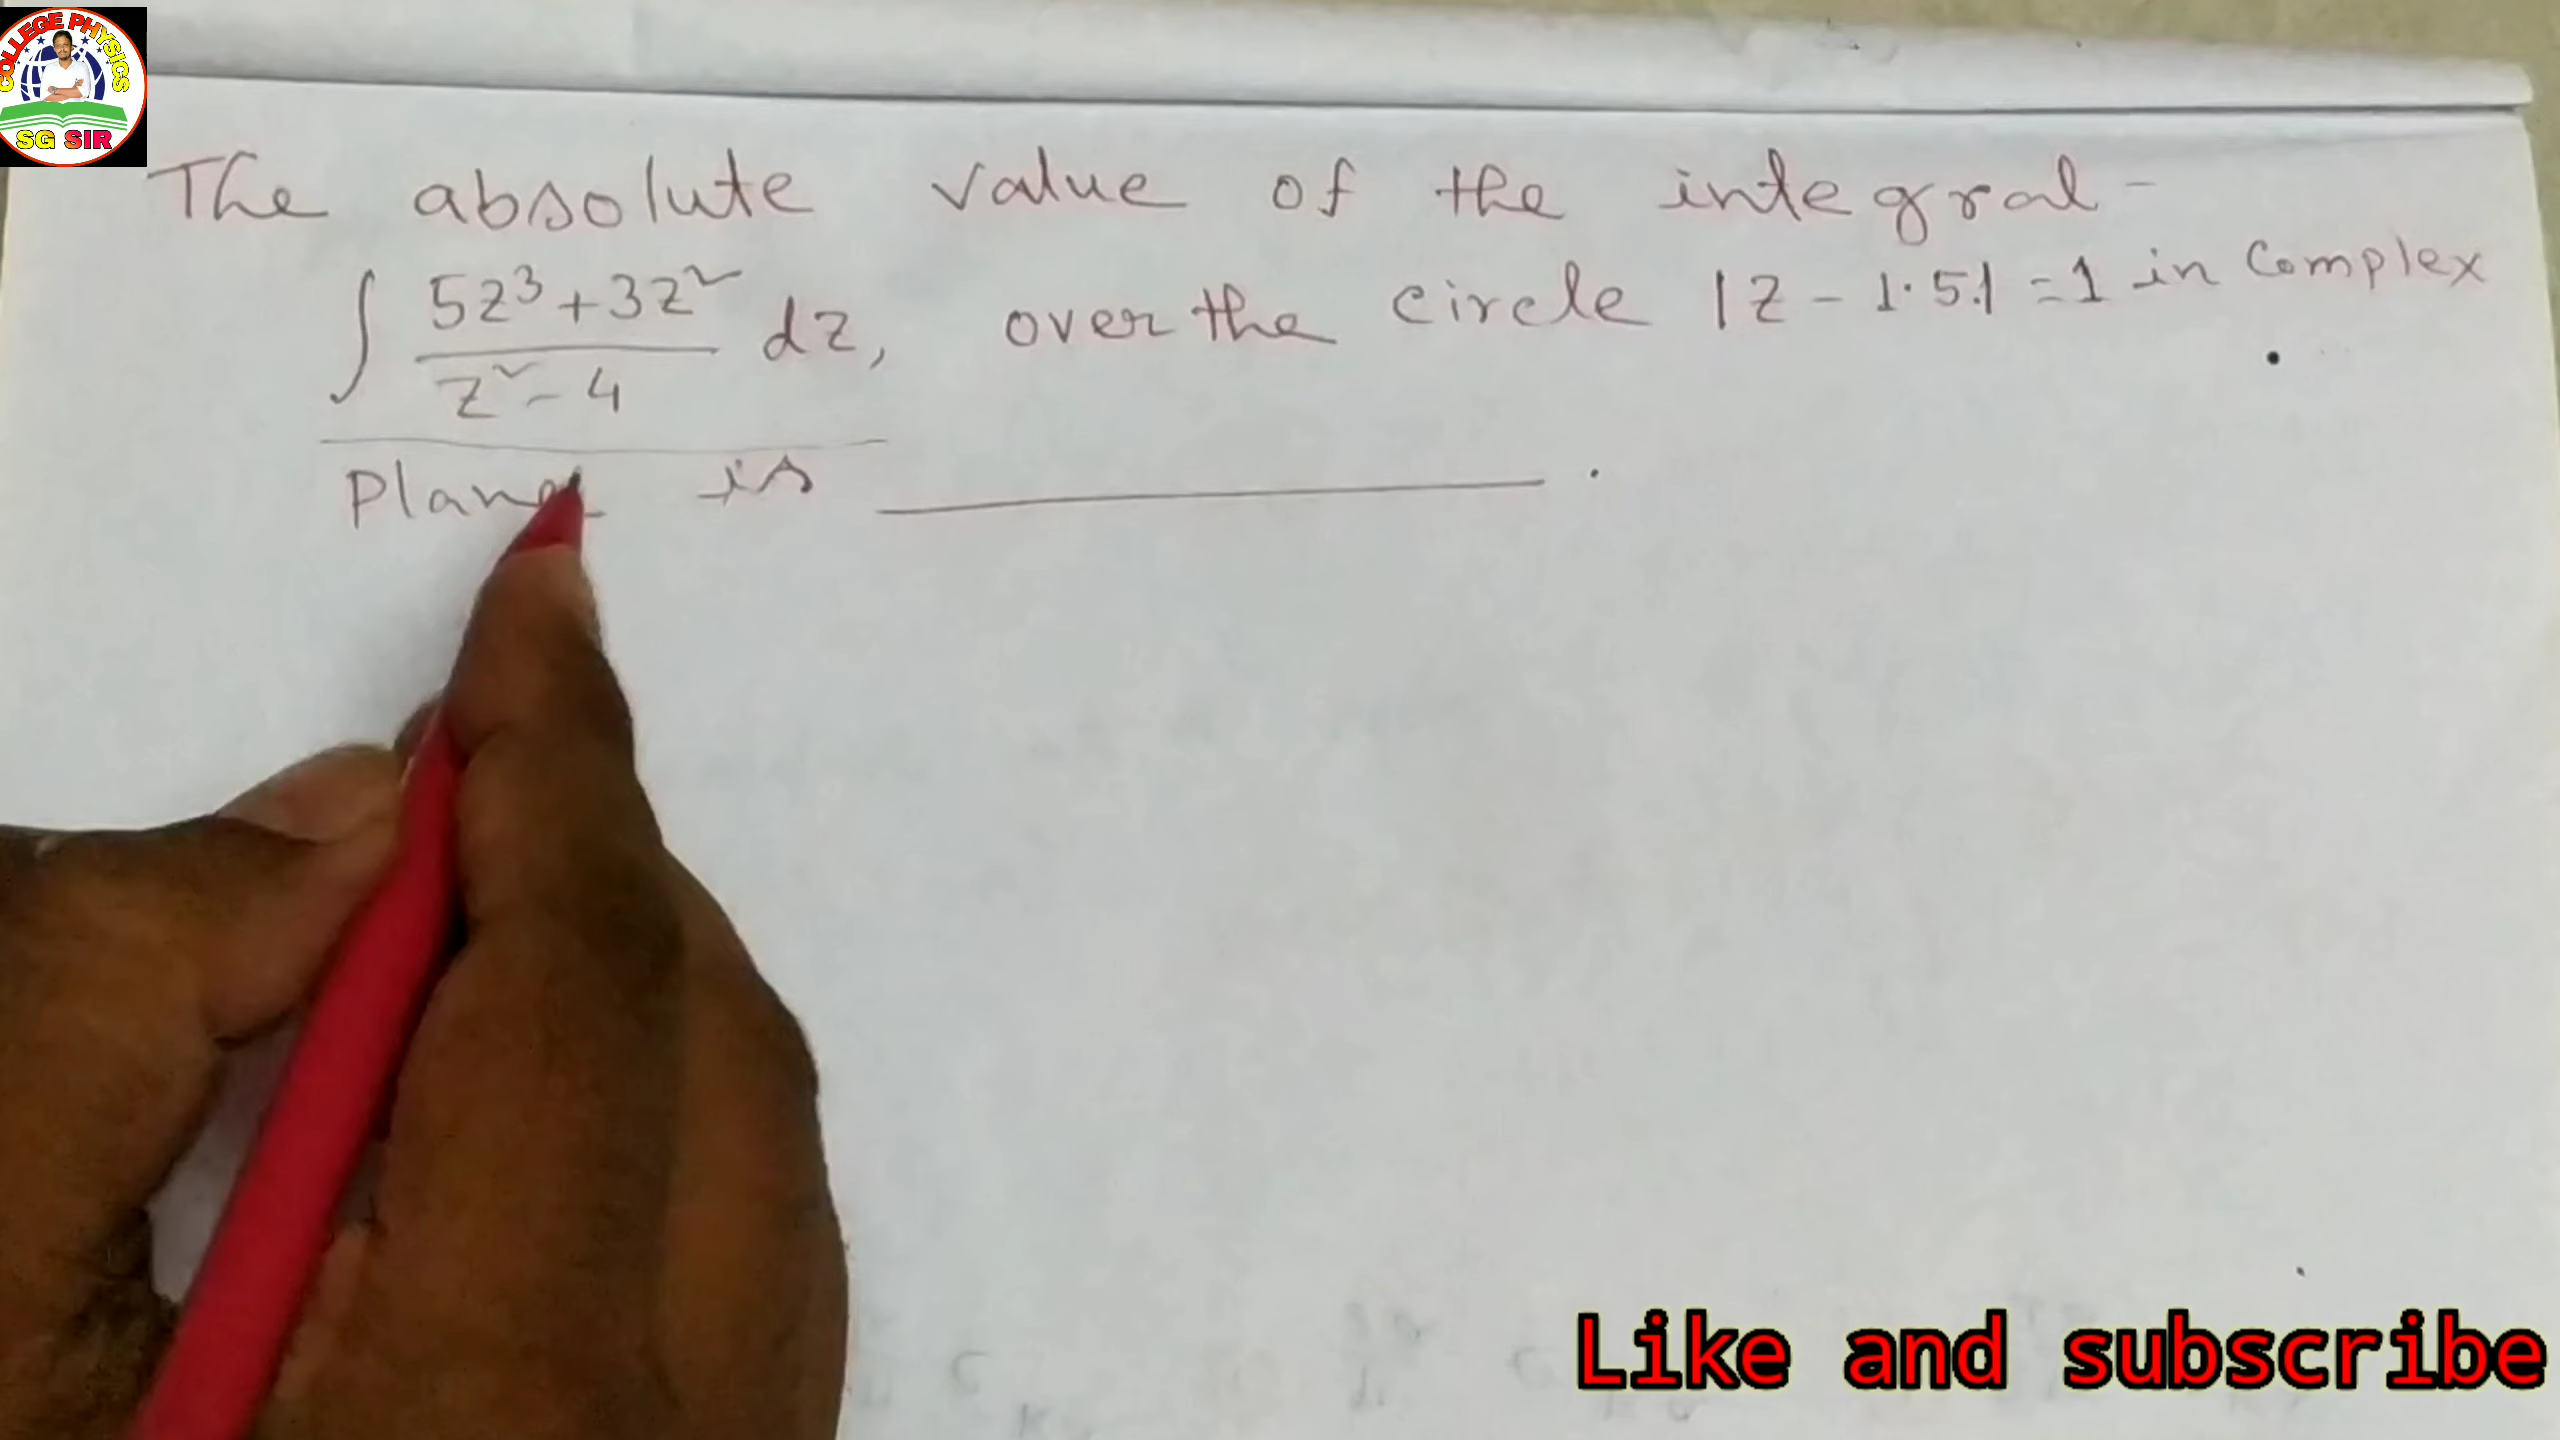 COLLEGE PHYSICS
SG SIR
The absolute value of the integral -
∫ (5z³+3z²)/(z²-4) dz, over the circle |z - 1.5| = 1 in Complex
Plane is ______ .
Like and subscribe